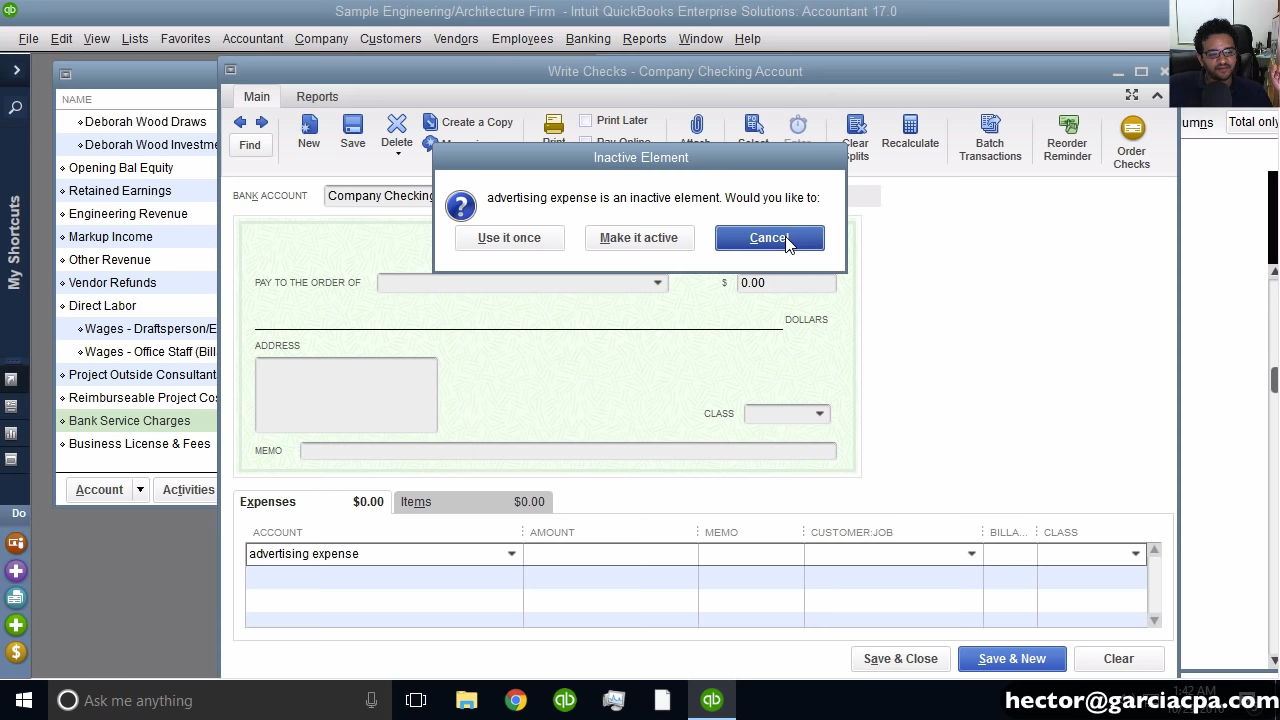 Sample Engineering/Architecture Firm - Intuit QuickBooks Enterprise Solutions: Accountant 17.0
File Edit View Lists Favorites Accountant Company Customers Vendors Employees Banking Reports Window Help
My Shortcuts
Do
NAME
Deborah Wood Draws
Deborah Wood Investme
Opening Bal Equity
Retained Earnings
Engineering Revenue
Markup Income
Other Revenue
Vendor Refunds
Direct Labor
Wages - Draftsperson/E
Wages - Office Staff (Bill
Project Outside Consultant
Reimburseable Project Cos
Bank Service Charges
Business License & Fees
Account Activities
Write Checks - Company Checking Account
Main Reports
Find New Save Delete Create a Copy Print Later
Clear Splits Recalculate Batch Transactions Reorder Reminder Order Checks
Total only
Inactive Element
advertising expense is an inactive element. Would you like to:
Use it once Make it active Cancel
BANK ACCOUNT Company Checking
PAY TO THE ORDER OF $ 0.00
DOLLARS
ADDRESS
CLASS
MEMO
Expenses $0.00 Items $0.00
ACCOUNT AMOUNT MEMO CUSTOMER:JOB BILLA... CLASS
advertising expense
Save & Close Save & New Clear
Ask me anything
hector@garciacpa.com